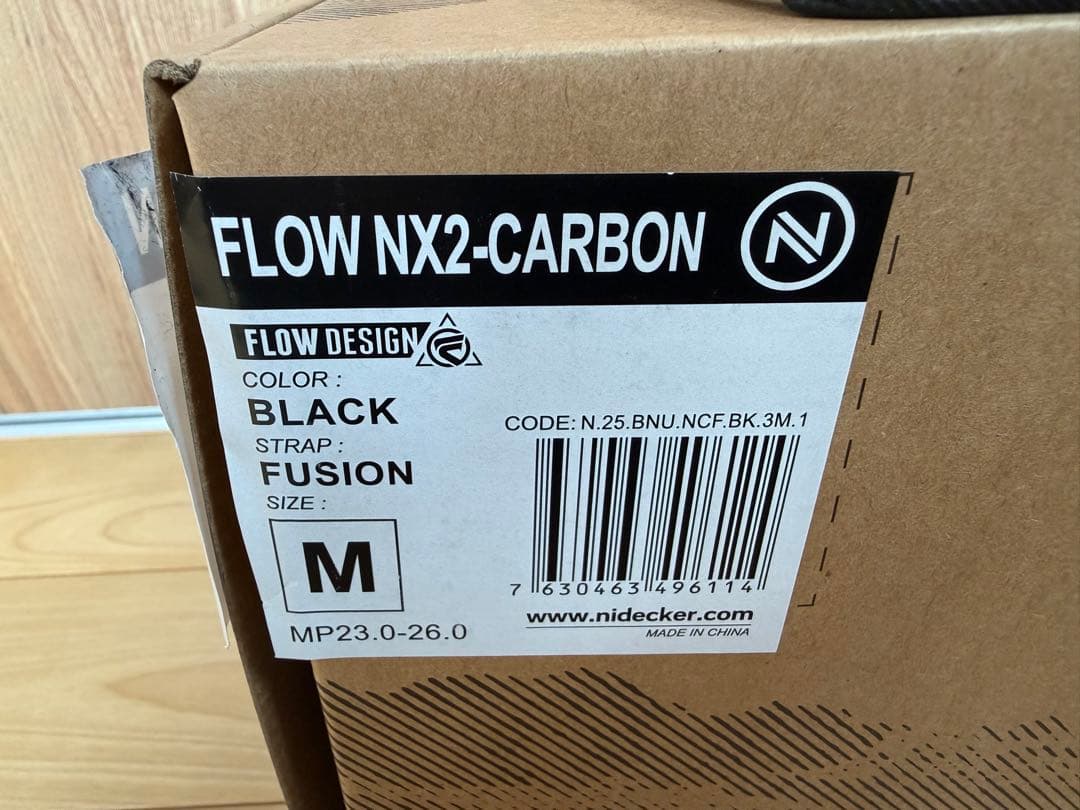 FLOW NX2-CARBON
FLOW DESIGN
COLOR :
BLACK
STRAP :
FUSION
SIZE :
M
MP23.0-26.0
CODE: N.25.BNU.NCF.BK.3M.1
7 630463 496114
www.nidecker.com
MADE IN CHINA